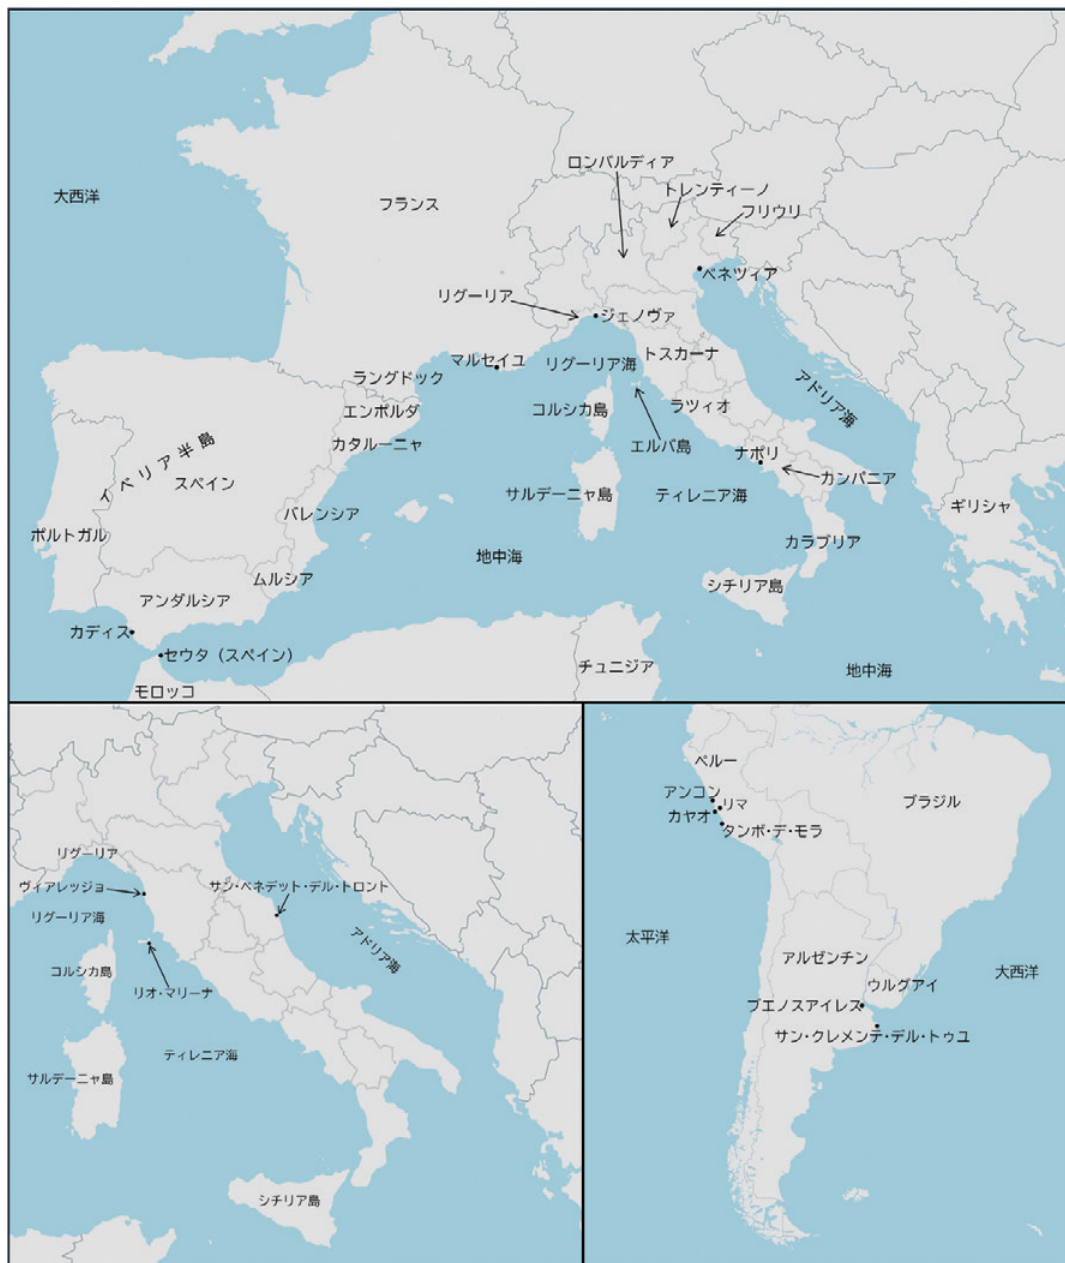 ロンバルディア
トレンティーノ
大西洋
フランス
フリウリ
ベネツィア
リグーリア
ジェノヴァ
トスカーナ
マルセイユ
リグーリア海
ラングドック
アドリア海
エンポルダ
コルシカ島
ラツィオ
カタルーニャ
エルバ島
イベリア半島
ナポリ
スペイン
カンパニア
サルデーニャ島
ティレニア海
バレンシア
ギリシャ
ポルトガル
カラブリア
地中海
ムルシア
シチリア島
アンダルシア
カディス
セウタ（スペイン）
チュニジア
地中海
モロッコ
リグーリア
ヴィアレッジョ
サン・ベネデット・デル・トロント
リグーリア海
アドリア海
コルシカ島
リオ・マリーナ
ティレニア海
サルデーニャ島
シチリア島
ペルー
アンコン
リマ
ブラジル
カヤオ
タンボ・デ・モラ
太平洋
アルゼンチン
大西洋
ウルグアイ
ブエノスアイレス
サン・クレメンテ・デル・トゥユ